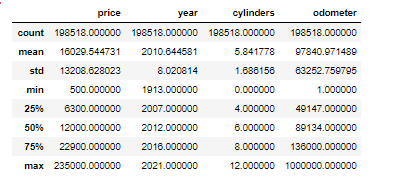 price year cylinders odometer
count 198518.000000 198518.000000 198518.000000 198518.000000
mean 16029.544731 2010.644581 5.841778 97840.971489
std 13208.628023 8.020814 1.686156 63252.759795
min 500.000000 1913.000000 0.000000 1.000000
25% 6300.000000 2007.000000 4.000000 49147.000000
50% 12000.000000 2012.000000 6.000000 89134.000000
75% 22900.000000 2016.000000 8.000000 136000.000000
max 235000.000000 2021.000000 12.000000 1000000.000000